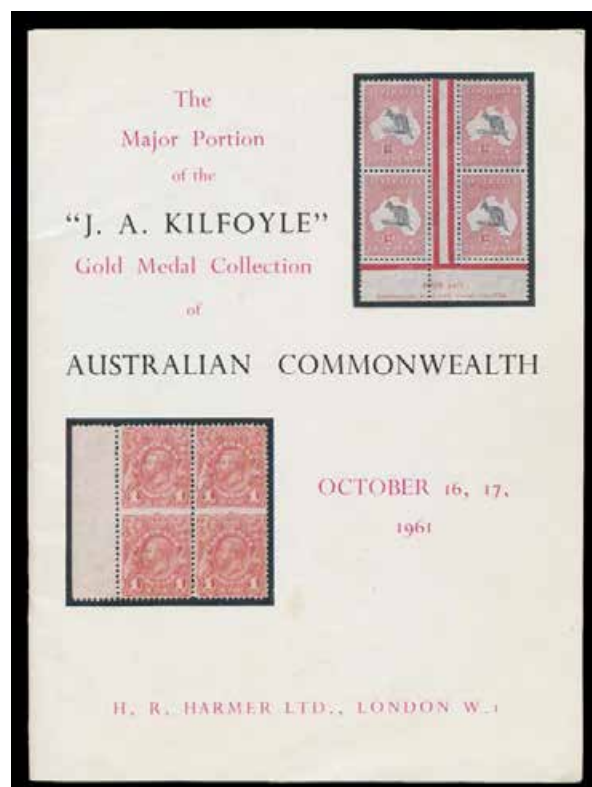 The
Major Portion
of the
"J. A. KILFOYLE"
Gold Medal Collection
of
AUSTRALIAN COMMONWEALTH
OCTOBER 16, 17,
1961
H. R. HARMER LTD., LONDON W.1